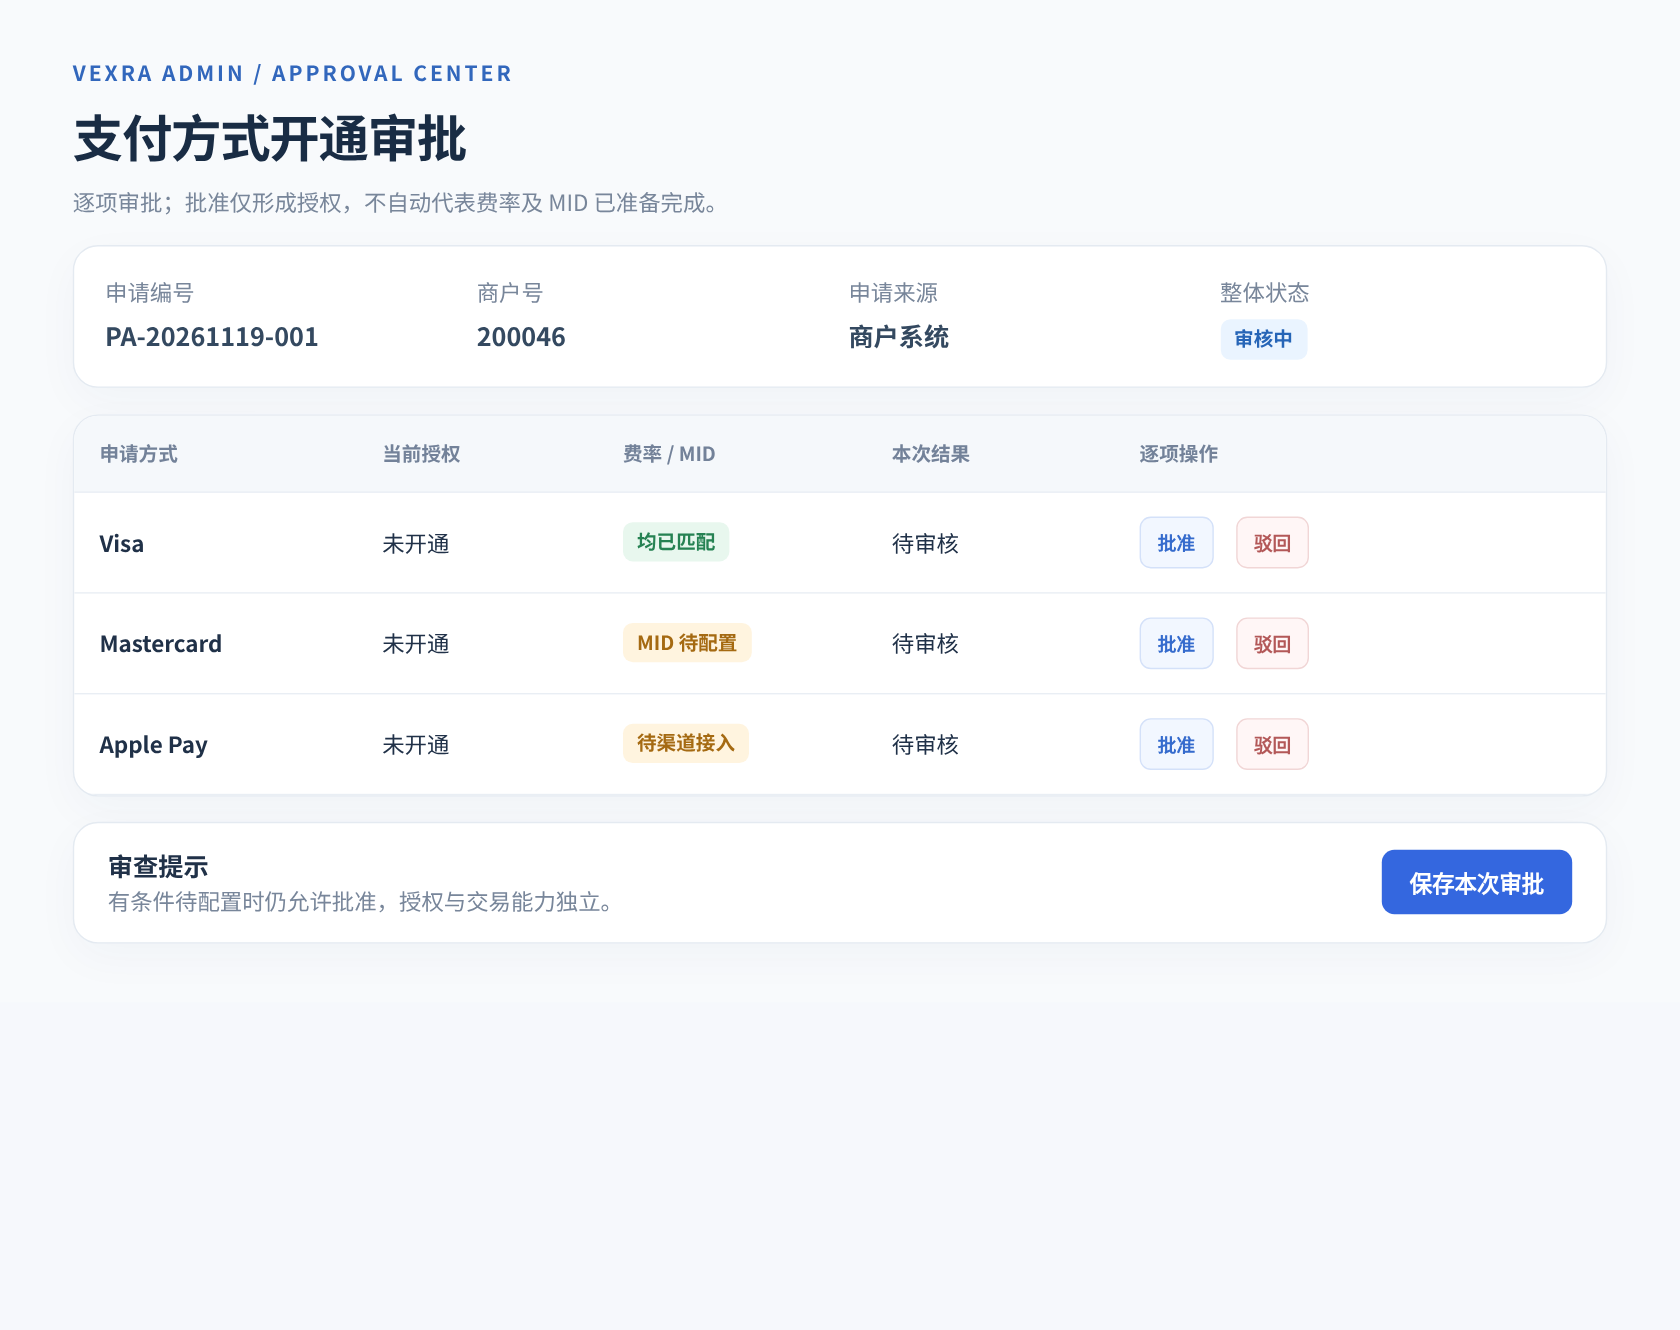 VEXRA ADMIN / APPROVAL CENTER
支付方式开通审批
逐项审批；批准仅形成授权，不自动代表费率及 MID 已准备完成。
申请编号 商户号 申请来源 整体状态
PA-20261119-001 200046 商户系统 审核中
申请方式 当前授权 费率 / MID 本次结果 逐项操作
Visa 未开通 均已匹配 待审核 批准 驳回
Mastercard 未开通 MID 待配置 待审核 批准 驳回
Apple Pay 未开通 待渠道接入 待审核 批准 驳回
审查提示
有条件待配置时仍允许批准，授权与交易能力独立。
保存本次审批